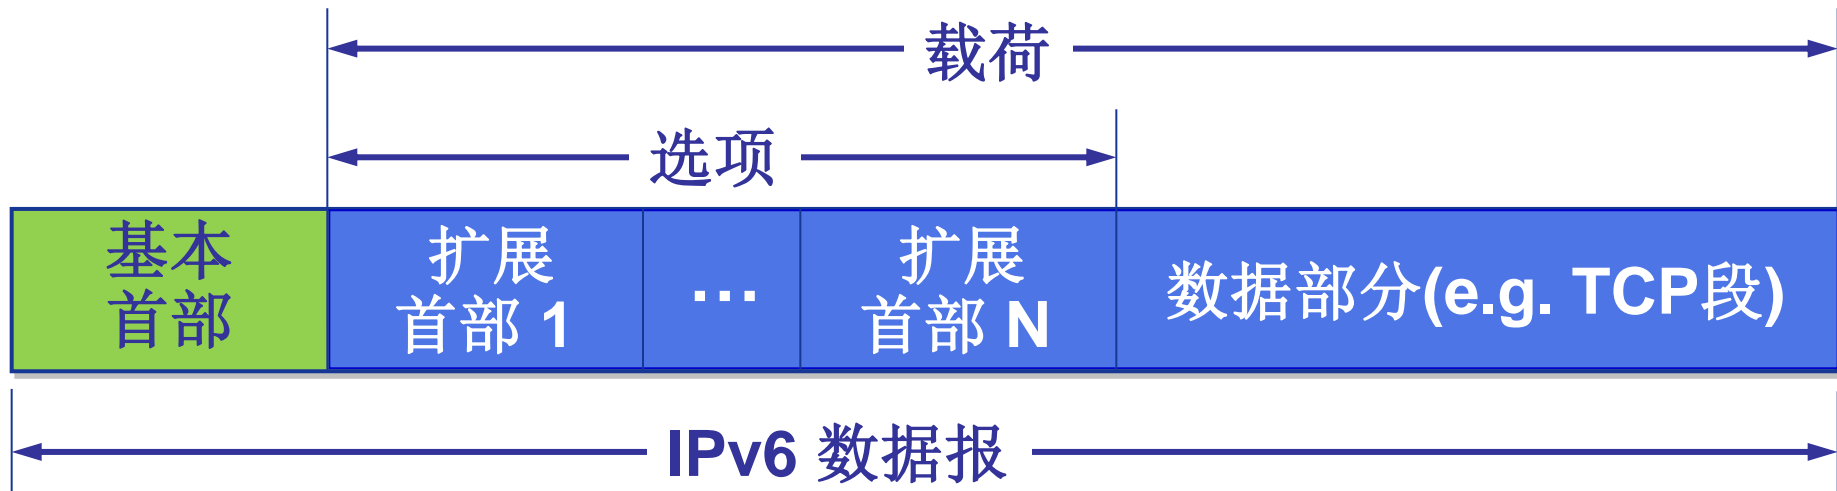 载荷
选项
基本
首部
扩展
首部 1
...
扩展
首部 N
数据部分(e.g. TCP段)
IPv6 数据报